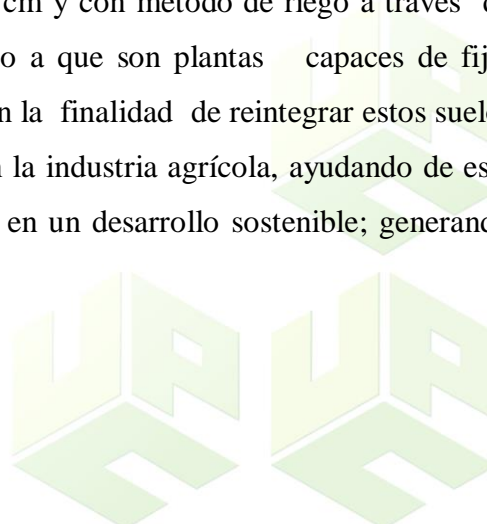 cm y con método de riego a través
o a que son plantas capaces de fij
n la finalidad de reintegrar estos suel
n la industria agrícola, ayudando de es
en un desarrollo sostenible; generand